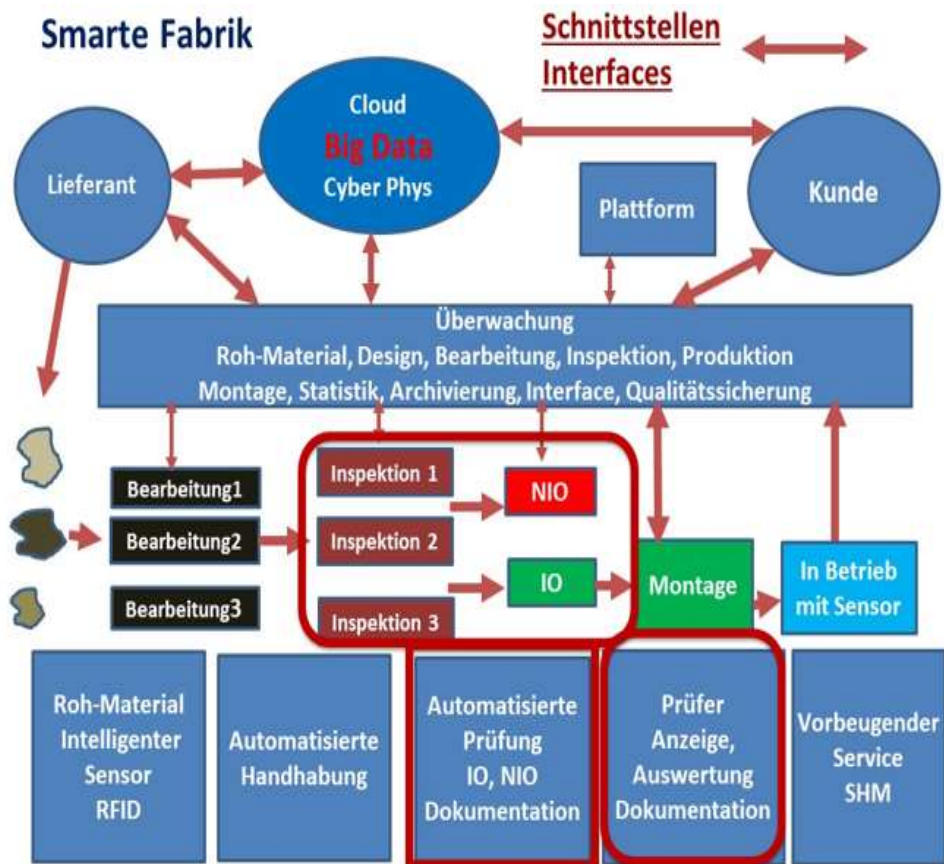 Smarte Fabrik
Schnittstellen
Interfaces
Cloud
Big Data
Cyber Phys
Lieferant
Plattform
Kunde
Überwachung
Roh-Material, Design, Bearbeitung, Inspektion, Produktion
Montage, Statistik, Archivierung, Interface, Qualitätssicherung
Bearbeitung1
Bearbeitung2
Bearbeitung3
Inspektion 1
Inspektion 2
Inspektion 3
NIO
IO
Montage
In Betrieb
mit Sensor
Roh-Material
Intelligenter
Sensor
RFID
Automatisierte
Handhabung
Automatisierte
Prüfung
IO, NIO
Dokumentation
Prüfer
Anzeige,
Auswertung
Dokumentation
Vorbeugender
Service
SHM